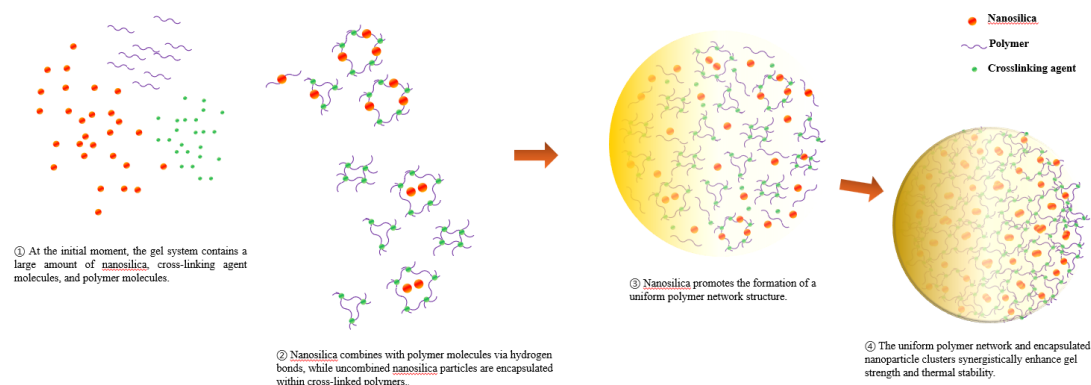 Nanosilica
Polymer
Crosslinking agent
① At the initial moment, the gel system contains a
large amount of nanosilica, cross-linking agent
molecules, and polymer molecules.
② Nanosilica combines with polymer molecules via hydrogen
bonds, while uncombined nanosilica particles are encapsulated
within cross-linked polymers..
③ Nanosilica promotes the formation of a
uniform polymer network structure.
④ The uniform polymer network and encapsulated
nanoparticle clusters synergistically enhance gel
strength and thermal stability.